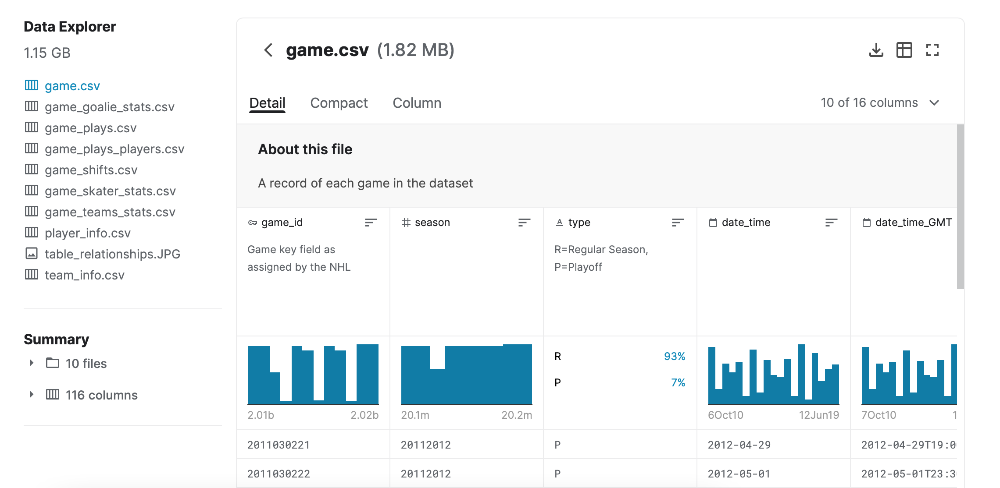 Data Explorer
1.15 GB
game.csv
game_goalie_stats.csv
game_plays.csv
game_plays_players.csv
game_shifts.csv
game_skater_stats.csv
game_teams_stats.csv
player_info.csv
table_relationships.JPG
team_info.csv
Summary
10 files
116 columns
game.csv (1.82 MB)
Detail Compact Column 10 of 16 columns
About this file
A record of each game in the dataset
game_id season type date_time date_time_GMT
Game key field as
assigned by the NHL
R=Regular Season,
P=Playoff
R 93%
P 7%
2.01b 2.02b 20.1m 20.2m 6Oct10 12Jun19 7Oct10 1
2011030221 20112012 P 2012-04-29 2012-04-29T19:0
2011030222 20112012 P 2012-05-01 2012-05-01T23:3